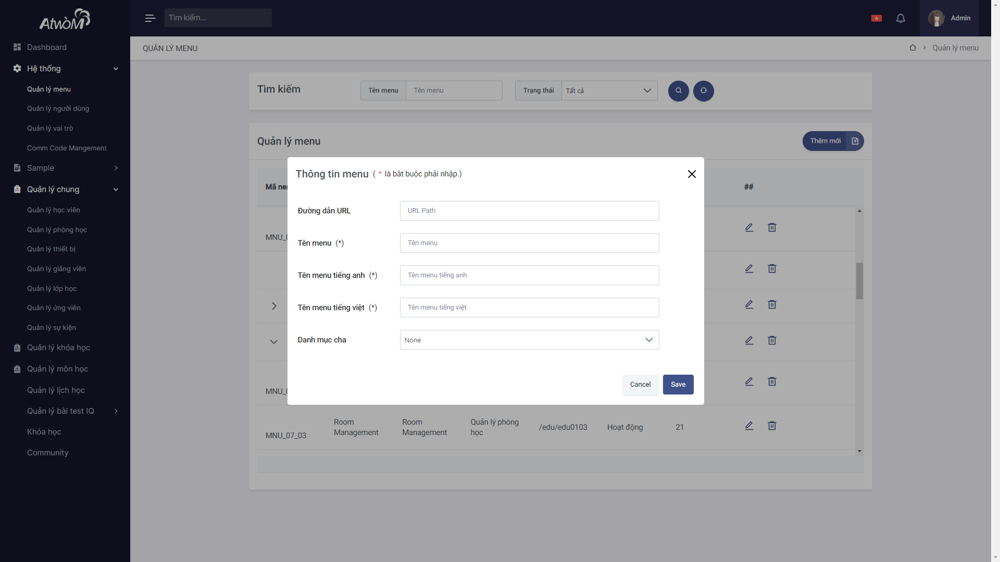 AtwoM
Tìm kiếm...
Admin
Dashboard
Hệ thống
Quản lý menu
Quản lý người dùng
Quản lý vai trò
Comm Code Mangement
Sample
Quản lý chung
Quản lý học viên
Quản lý phòng học
Quản lý thiết bị
Quản lý giảng viên
Quản lý lớp học
Quản lý ứng viên
Quản lý sự kiện
Quản lý khóa học
Quản lý môn học
Quản lý lịch học
Quản lý bài test IQ
Khóa học
Community
QUẢN LÝ MENU
Quản lý menu
Tìm kiếm
Tên menu
Tên menu
Trạng thái
Tất cả
Quản lý menu
Thêm mới
Mã
##
Thông tin menu ( * là bắt buộc phải nhập.)
Đường dẫn URL
URL Path
Tên menu (*)
Tên menu
Tên menu tiếng anh (*)
Tên menu tiếng anh
Tên menu tiếng việt (*)
Tên menu tiếng việt
Danh mục cha
None
Cancel
Save
MNU_07_03
Room Management
Room Management
Quản lý phòng học
/edu/edu0103
Hoạt động
21